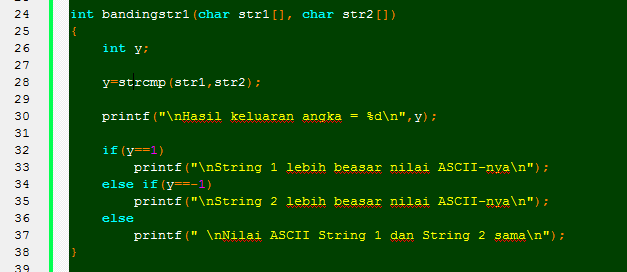 24 int bandingstr1(char str1[], char str2[])
25 {
26 int y;
27
28 y=strcmp(str1,str2);
29
30 printf("\nHasil keluaran angka = %d\n",y);
31
32 if(y==1)
33 printf("\nString 1 lebih beasar nilai ASCII-nya\n");
34 else if(y==-1)
35 printf("\nString 2 lebih beasar nilai ASCII-nya\n");
36 else
37 printf(" \nNilai ASCII String 1 dan String 2 sama\n");
38 }
39